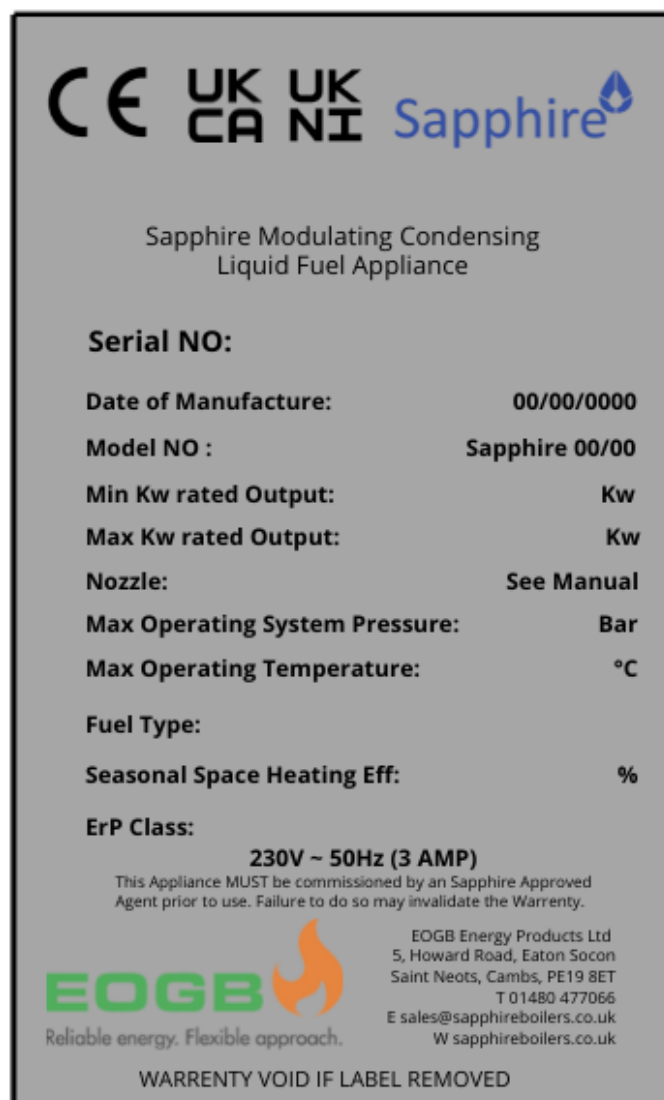 CE UK CA UK NI Sapphire
Sapphire Modulating Condensing
Liquid Fuel Appliance
Serial NO:
Date of Manufacture: 00/00/0000
Model NO : Sapphire 00/00
Min Kw rated Output: Kw
Max Kw rated Output: Kw
Nozzle: See Manual
Max Operating System Pressure: Bar
Max Operating Temperature: °C
Fuel Type:
Seasonal Space Heating Eff: %
ErP Class:
230V ~ 50Hz (3 AMP)
This Appliance MUST be commissioned by an Sapphire Approved
Agent prior to use. Failure to do so may invalidate the Warrenty.
EOGB
Reliable energy. Flexible approach.
EOGB Energy Products Ltd
5, Howard Road, Eaton Socon
Saint Neots, Cambs, PE19 8ET
T 01480 477066
E sales@sapphireboilers.co.uk
W sapphireboilers.co.uk
WARRENTY VOID IF LABEL REMOVED